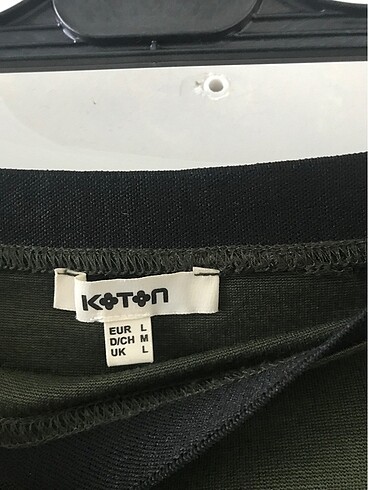 KOTON
EUR L
D/CH M
UK L